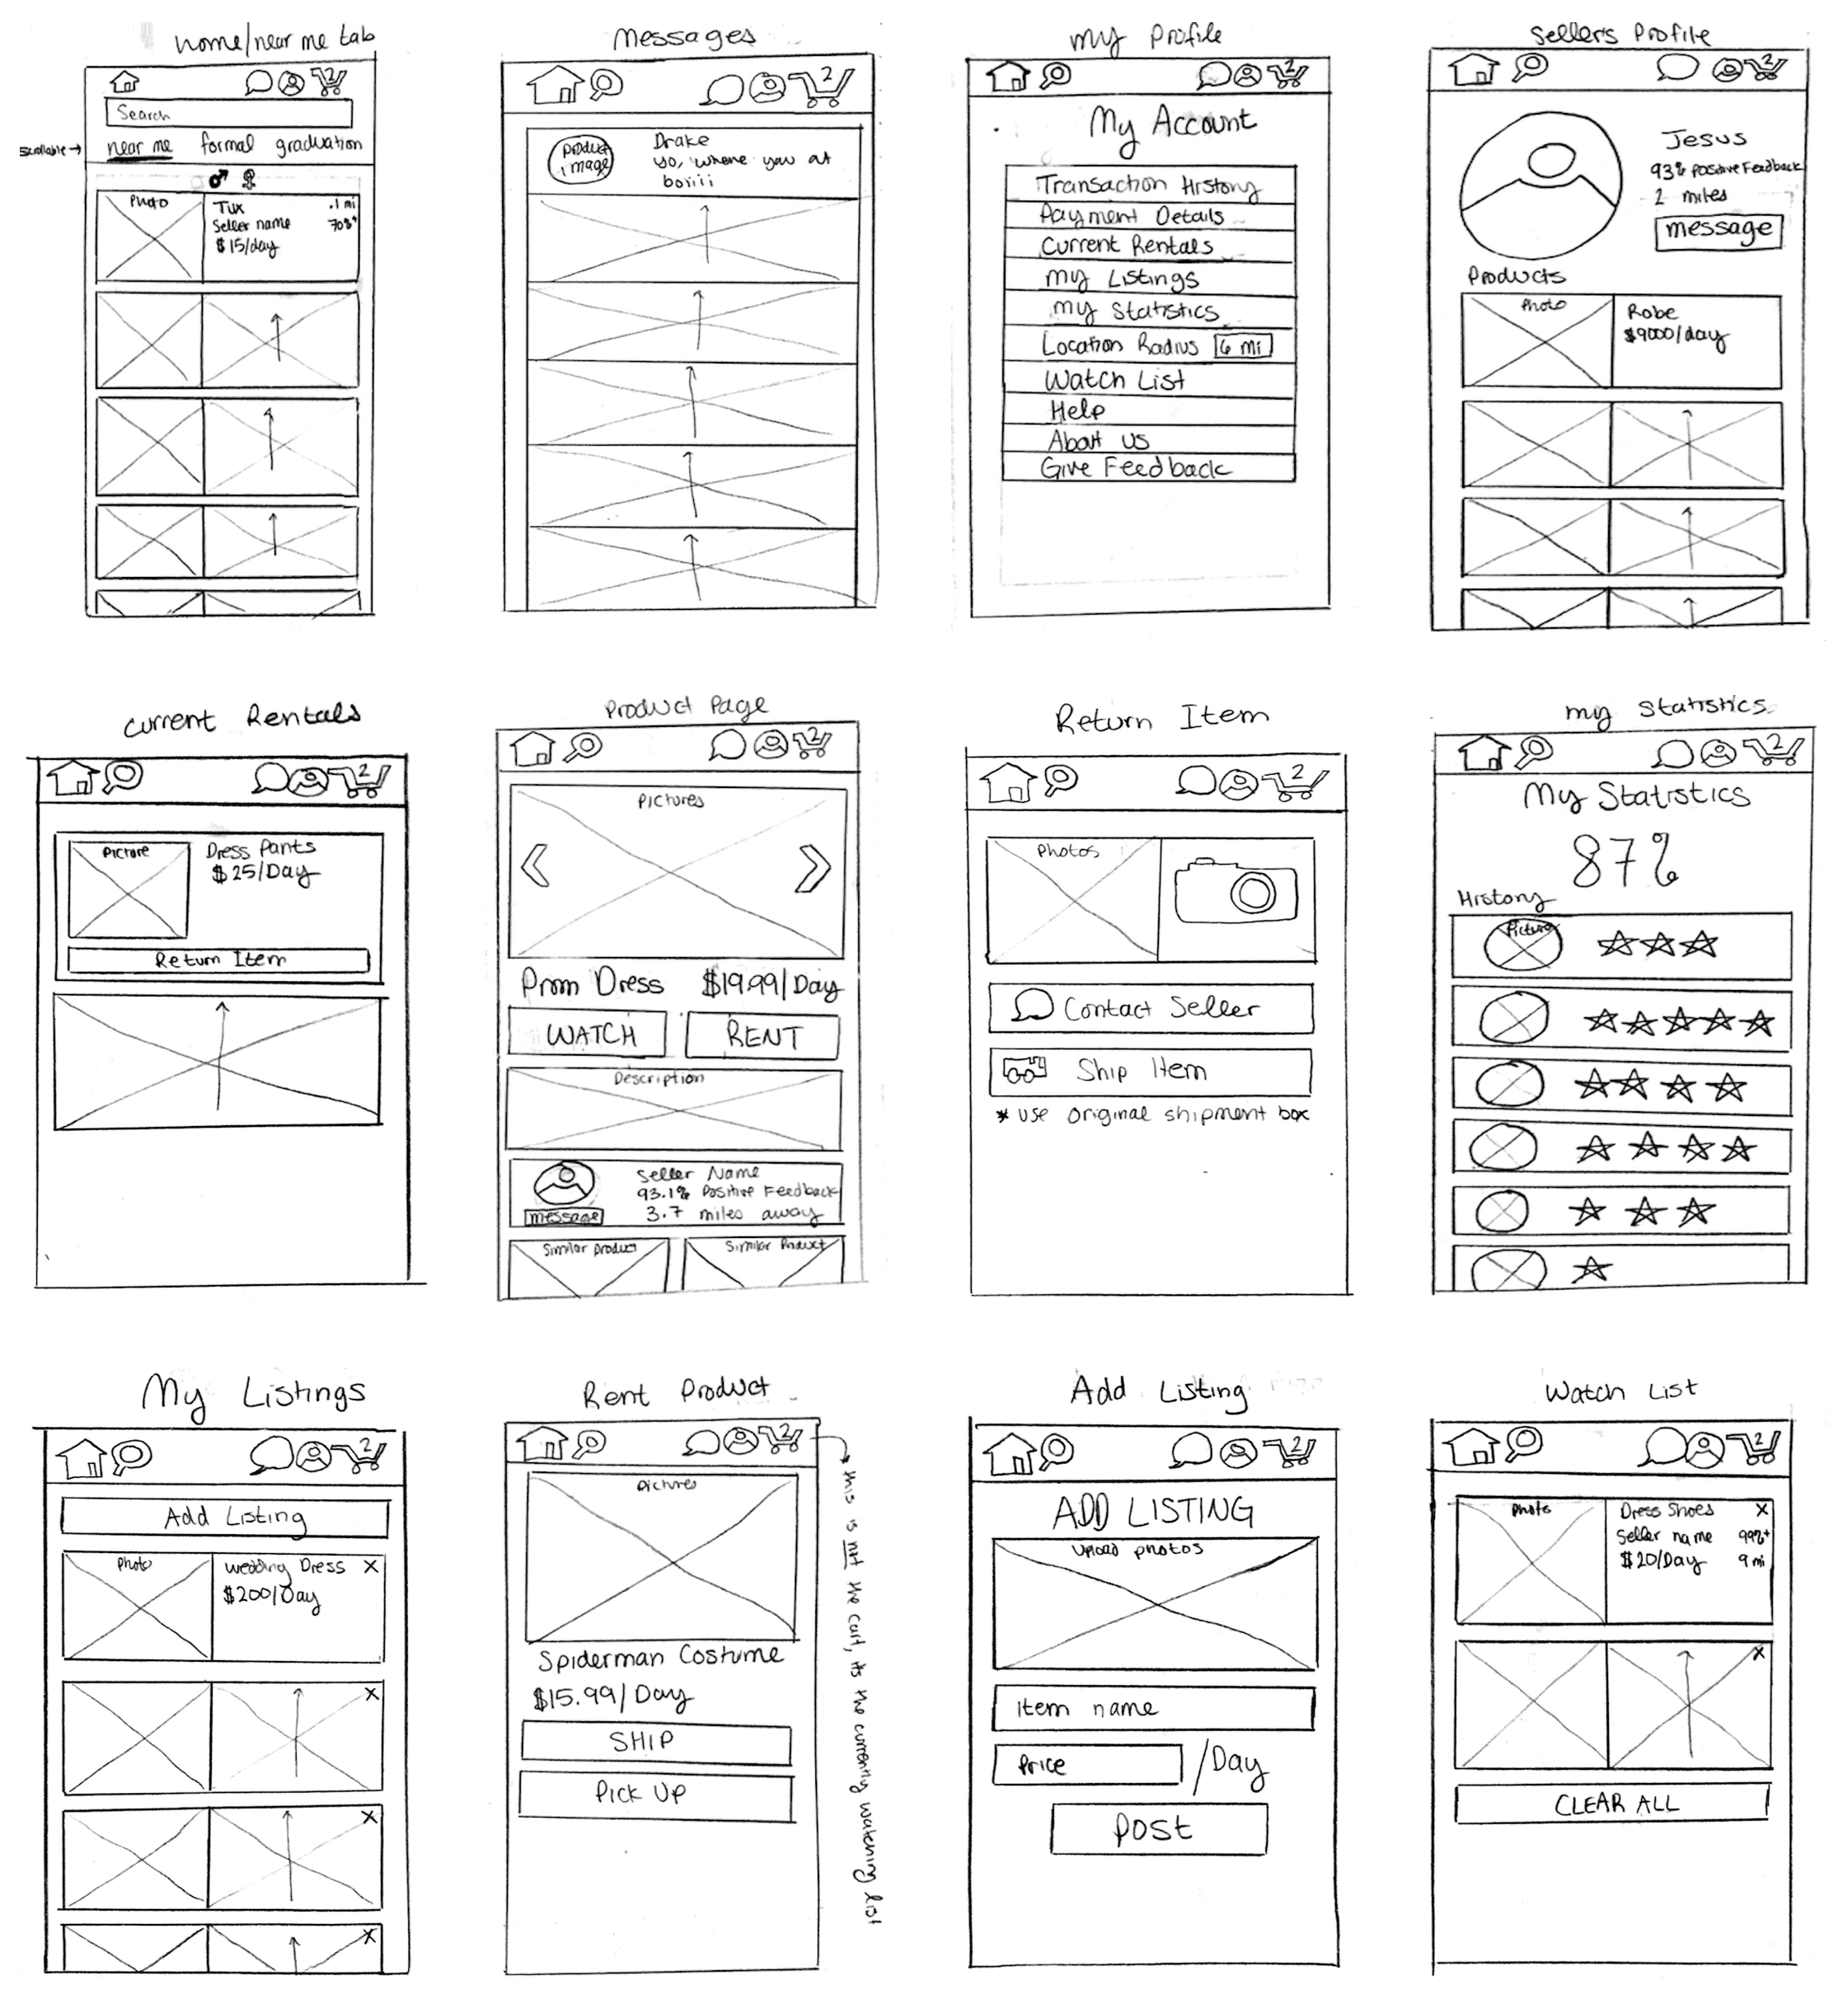 home/near me tab
2
Search
scrollable →
near me formal graduation
Photo
Tux .1 mi
Seller name 70%+
$15/day
Messages
2
product image
Drake
yo, where you at
boiiii
my Profile
2
My Account
Transaction History
Payment Details
Current Rentals
my Listings
my Statistics
Location Radius 6 mi
Watch List
Help
About us
Give Feedback
Sellers Profile
2
Jesus
93% Positive Feedback
2 miles
message
Products
Photo
Robe
$9000/day
Current Rentals
2
Picture
Dress Pants
$25/Day
Return Item
Product Page
2
Pictures
Prom Dress $19.99/Day
WATCH RENT
Description
Seller Name
93.1% Positive Feedback
message 3.7 miles away
Similar product Similar Product
Return Item
2
Photos
Contact Seller
Ship Item
* use original shipment box
my Statistics
2
My Statistics
87%
History
Picture
My Listings
2
Add Listing
Photo
Wedding Dress X
$200/Day
X
X
X
Rent Product
2
Pictures
Spiderman Costume
$15.99/Day
SHIP
Pick Up
this is not the cart, its the currently watching list
Add Listing
2
ADD LISTING
Upload photos
Item name
Price /Day
Post
Watch List
2
Photo
Dress Shoes X
Seller name 99%+
$20/Day 9 mi
X
CLEAR ALL